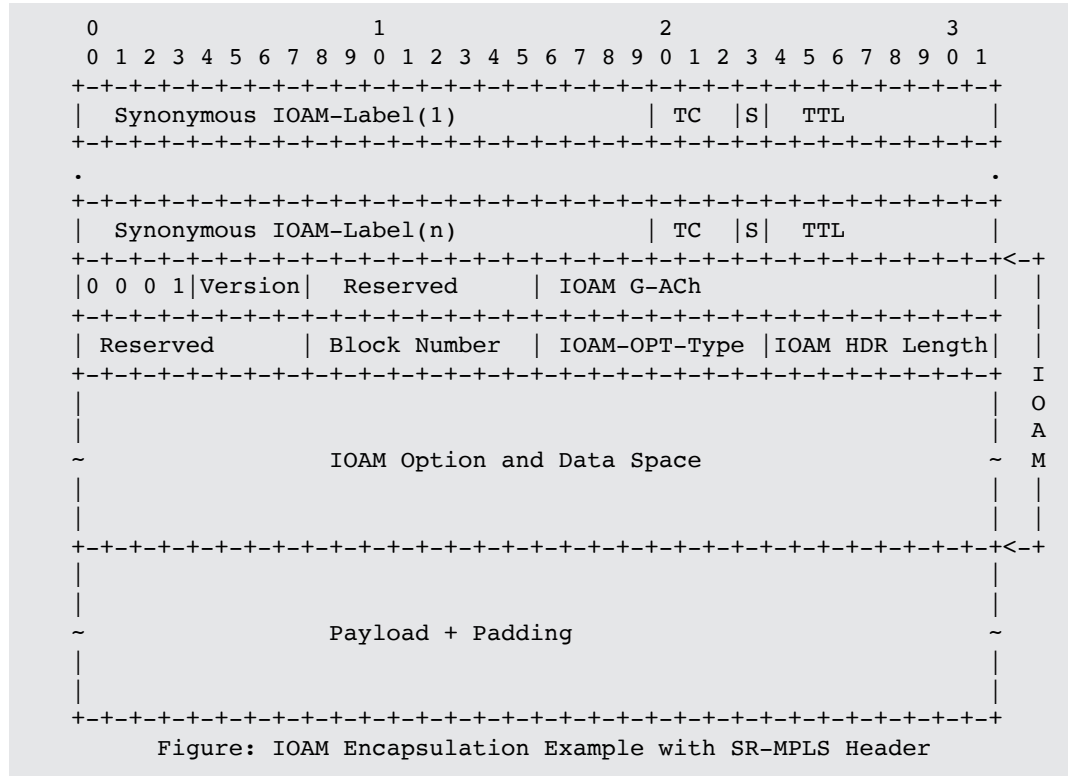 0                   1                   2                   3
 0 1 2 3 4 5 6 7 8 9 0 1 2 3 4 5 6 7 8 9 0 1 2 3 4 5 6 7 8 9 0 1
+-+-+-+-+-+-+-+-+-+-+-+-+-+-+-+-+-+-+-+-+-+-+-+-+-+-+-+-+-+-+-+-+
|  Synonymous IOAM-Label(1)             | TC  |S|  TTL          |
+-+-+-+-+-+-+-+-+-+-+-+-+-+-+-+-+-+-+-+-+-+-+-+-+-+-+-+-+-+-+-+-+
.                                                               .
+-+-+-+-+-+-+-+-+-+-+-+-+-+-+-+-+-+-+-+-+-+-+-+-+-+-+-+-+-+-+-+-+
|  Synonymous IOAM-Label(n)             | TC  |S|  TTL          |
+-+-+-+-+-+-+-+-+-+-+-+-+-+-+-+-+-+-+-+-+-+-+-+-+-+-+-+-+-+-+-+-+<-+
|0 0 0 1|Version|  Reserved     | IOAM G-ACh                    |  |
+-+-+-+-+-+-+-+-+-+-+-+-+-+-+-+-+-+-+-+-+-+-+-+-+-+-+-+-+-+-+-+-+  |
| Reserved      | Block Number  | IOAM-OPT-Type |IOAM HDR Length|  |
+-+-+-+-+-+-+-+-+-+-+-+-+-+-+-+-+-+-+-+-+-+-+-+-+-+-+-+-+-+-+-+-+  I
|                                                               |  O
|                                                               |  A
~                 IOAM Option and Data Space                    ~  M
|                                                               |  |
|                                                               |  |
+-+-+-+-+-+-+-+-+-+-+-+-+-+-+-+-+-+-+-+-+-+-+-+-+-+-+-+-+-+-+-+-+<-+
|                                                               |
|                                                               |
~                 Payload + Padding                             ~
|                                                               |
|                                                               |
+-+-+-+-+-+-+-+-+-+-+-+-+-+-+-+-+-+-+-+-+-+-+-+-+-+-+-+-+-+-+-+-+
      Figure: IOAM Encapsulation Example with SR-MPLS Header